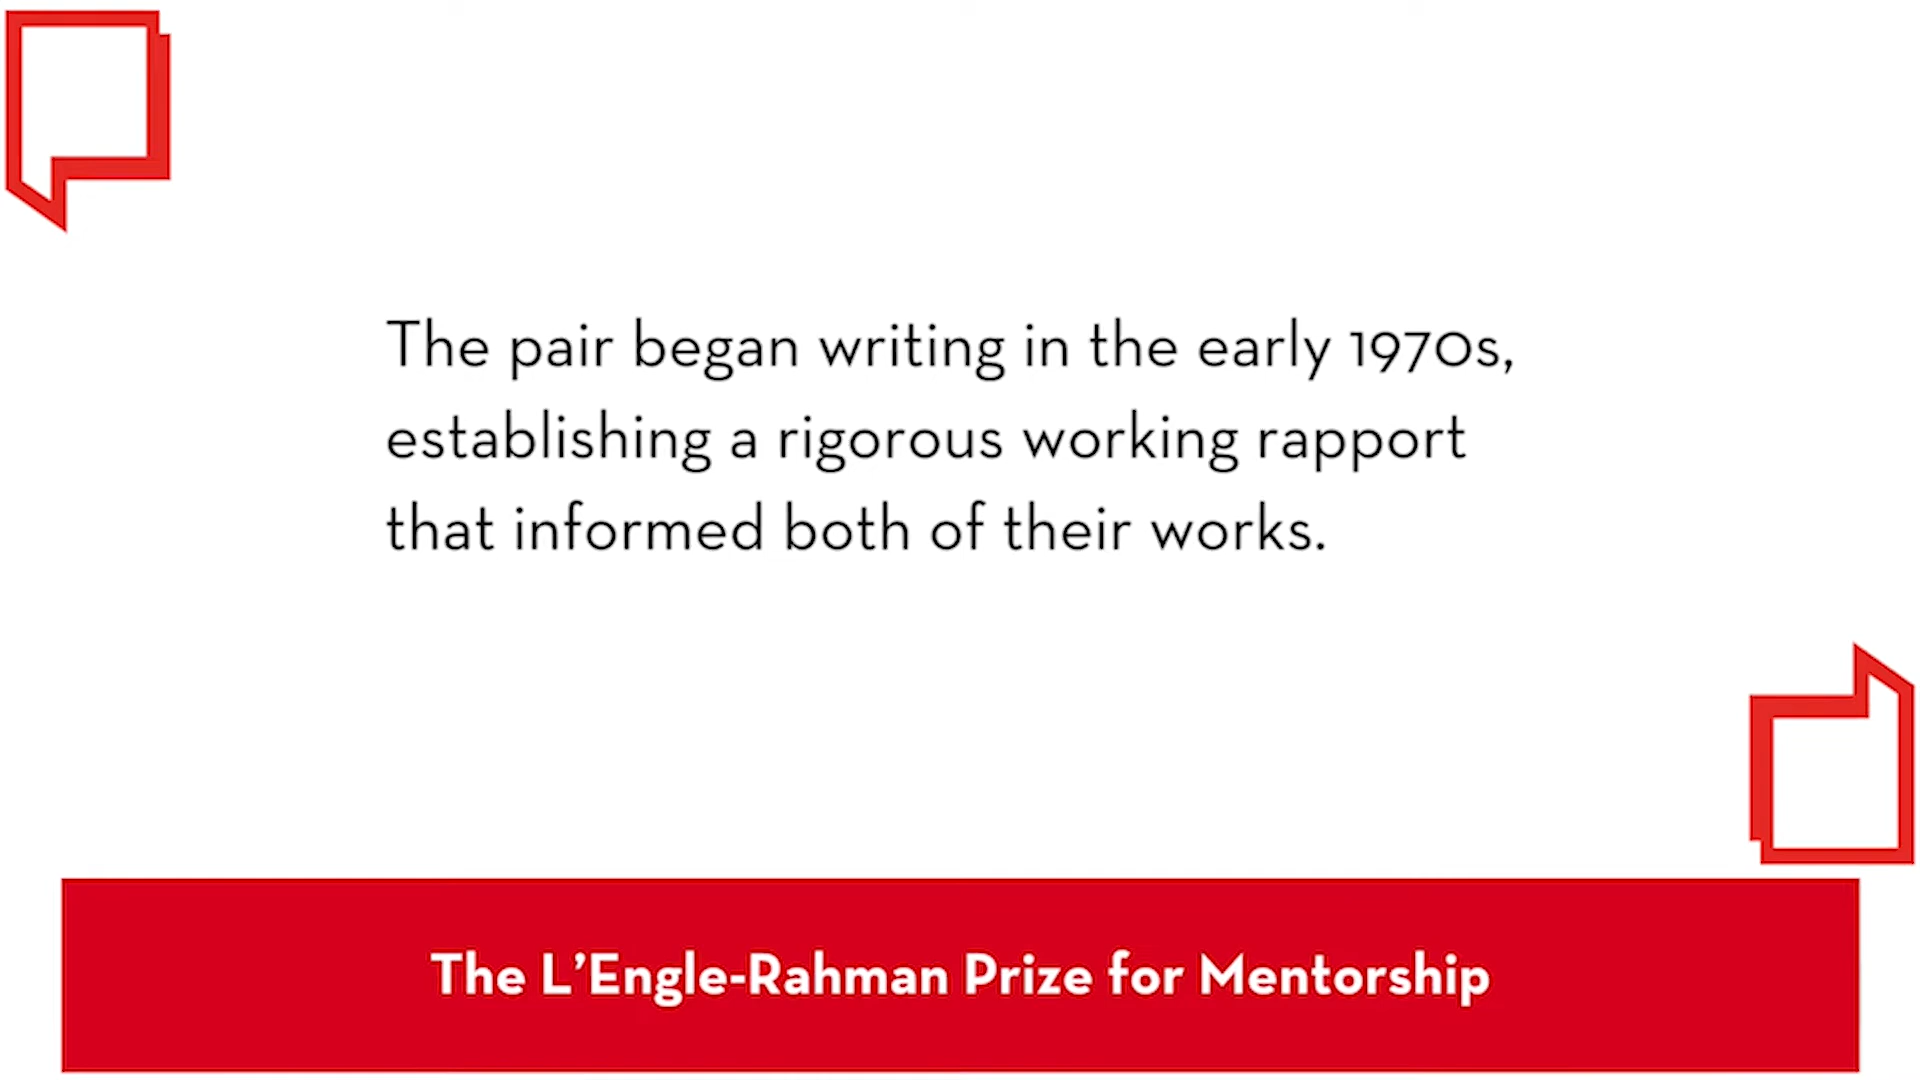 The pair began writing in the early 1970s,
establishing a rigorous working rapport
that informed both of their works.
The L’Engle-Rahman Prize for Mentorship